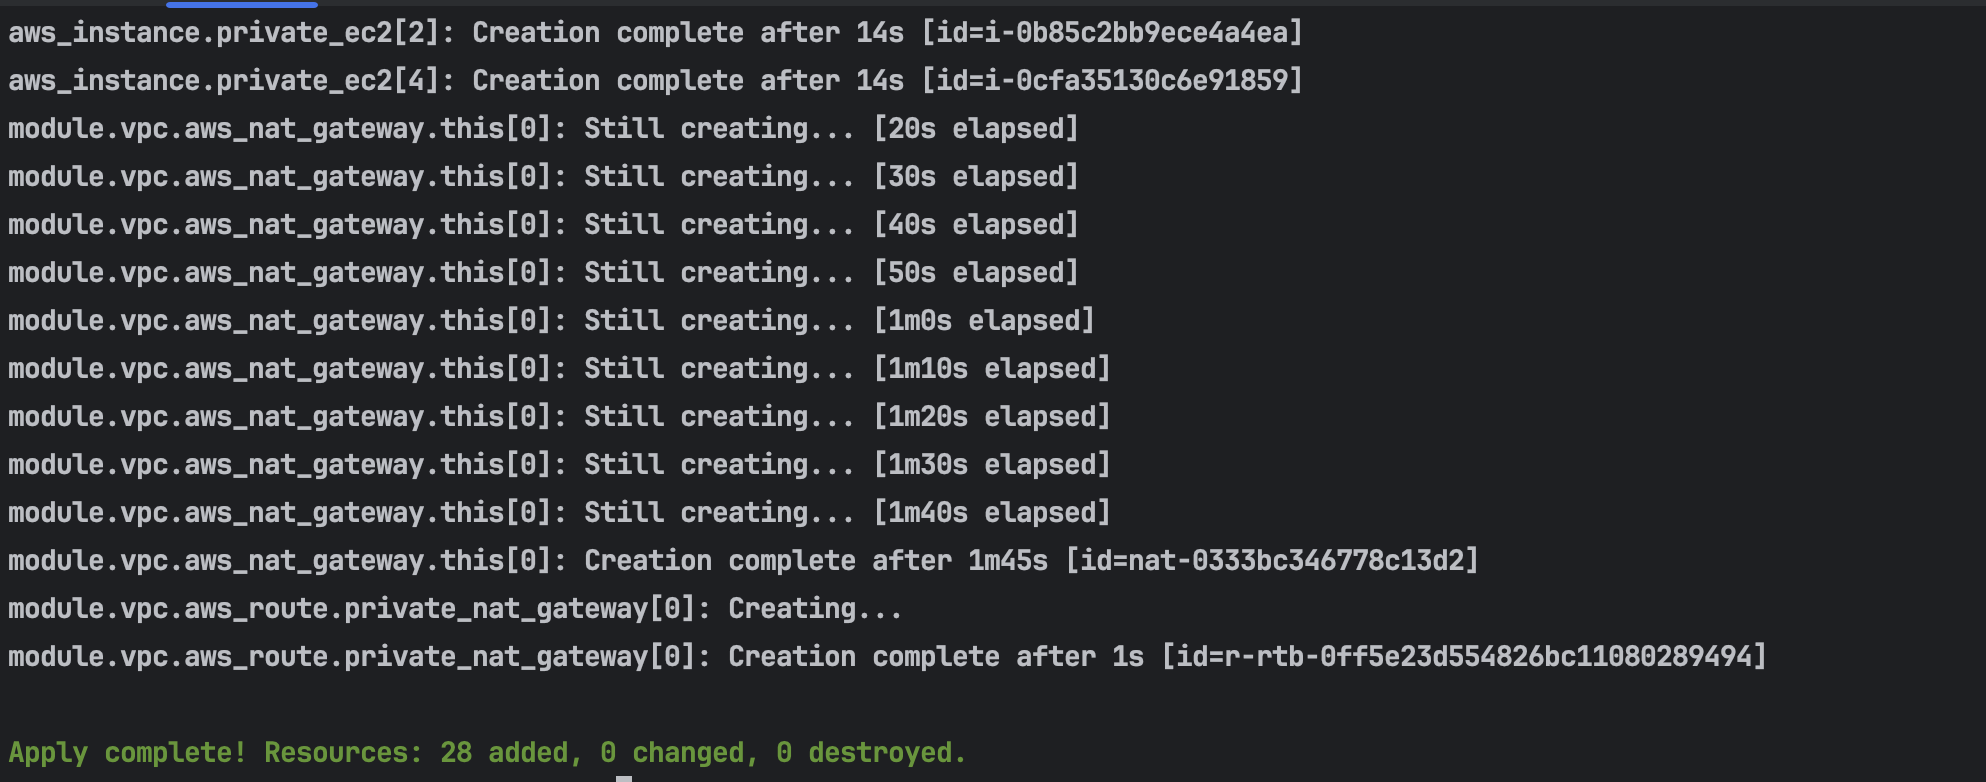 aws_instance.private_ec2[2]: Creation complete after 14s [id=i-0b85c2bb9ece4a4ea]
aws_instance.private_ec2[4]: Creation complete after 14s [id=i-0cfa35130c6e91859]
module.vpc.aws_nat_gateway.this[0]: Still creating... [20s elapsed]
module.vpc.aws_nat_gateway.this[0]: Still creating... [30s elapsed]
module.vpc.aws_nat_gateway.this[0]: Still creating... [40s elapsed]
module.vpc.aws_nat_gateway.this[0]: Still creating... [50s elapsed]
module.vpc.aws_nat_gateway.this[0]: Still creating... [1m0s elapsed]
module.vpc.aws_nat_gateway.this[0]: Still creating... [1m10s elapsed]
module.vpc.aws_nat_gateway.this[0]: Still creating... [1m20s elapsed]
module.vpc.aws_nat_gateway.this[0]: Still creating... [1m30s elapsed]
module.vpc.aws_nat_gateway.this[0]: Still creating... [1m40s elapsed]
module.vpc.aws_nat_gateway.this[0]: Creation complete after 1m45s [id=nat-0333bc346778c13d2]
module.vpc.aws_route.private_nat_gateway[0]: Creating...
module.vpc.aws_route.private_nat_gateway[0]: Creation complete after 1s [id=r-rtb-0ff5e23d554826bc11080289494]
Apply complete! Resources: 28 added, 0 changed, 0 destroyed.